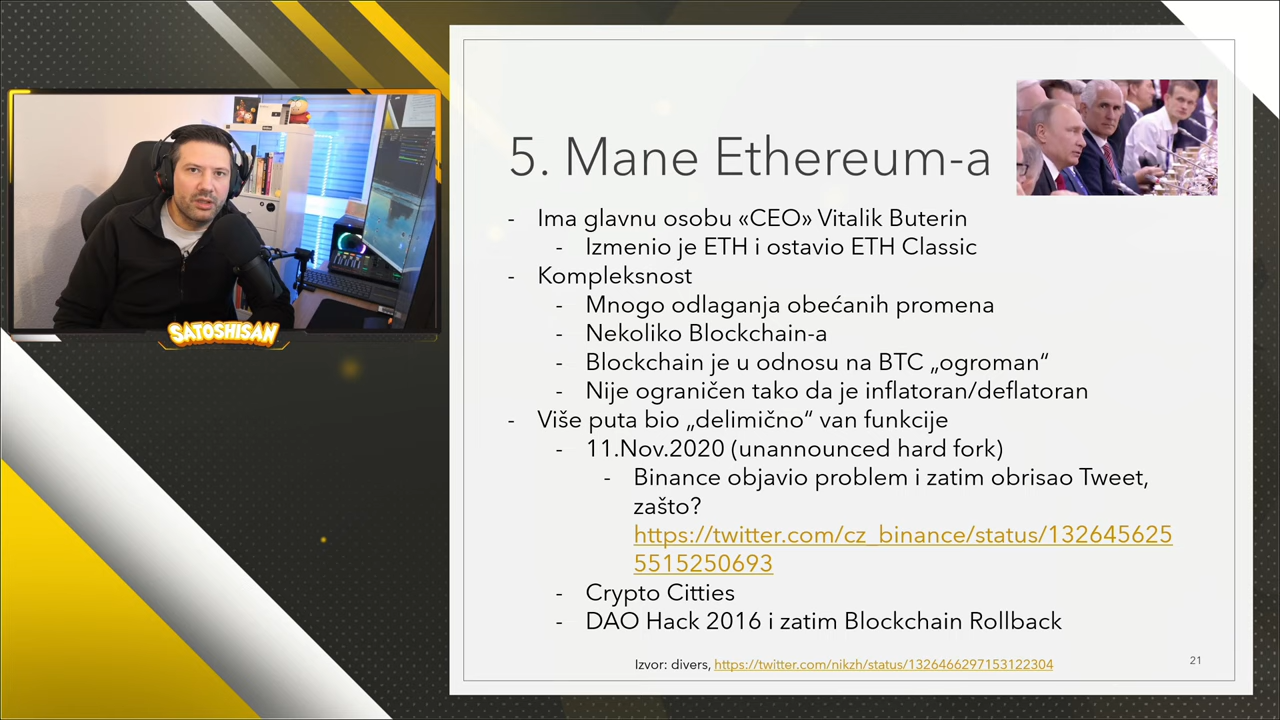 SATOSHISAN
5. Mane Ethereum-a
- Ima glavnu osobu «CEO» Vitalik Buterin
- Izmenio je ETH i ostavio ETH Classic
- Kompleksnost
- Mnogo odlaganja obećanih promena
- Nekoliko Blockchain-a
- Blockchain je u odnosu na BTC „ogroman“
- Nije ograničen tako da je inflatoran/deflatoran
- Više puta bio „delimično“ van funkcije
- 11.Nov.2020 (unannounced hard fork)
- Binance objavio problem i zatim obrisao Tweet,
zašto?
https://twitter.com/cz_binance/status/132645625
5515250693
- Crypto Citties
- DAO Hack 2016 i zatim Blockchain Rollback
Izvor: divers, https://twitter.com/nikzh/status/1326466297153122304
21